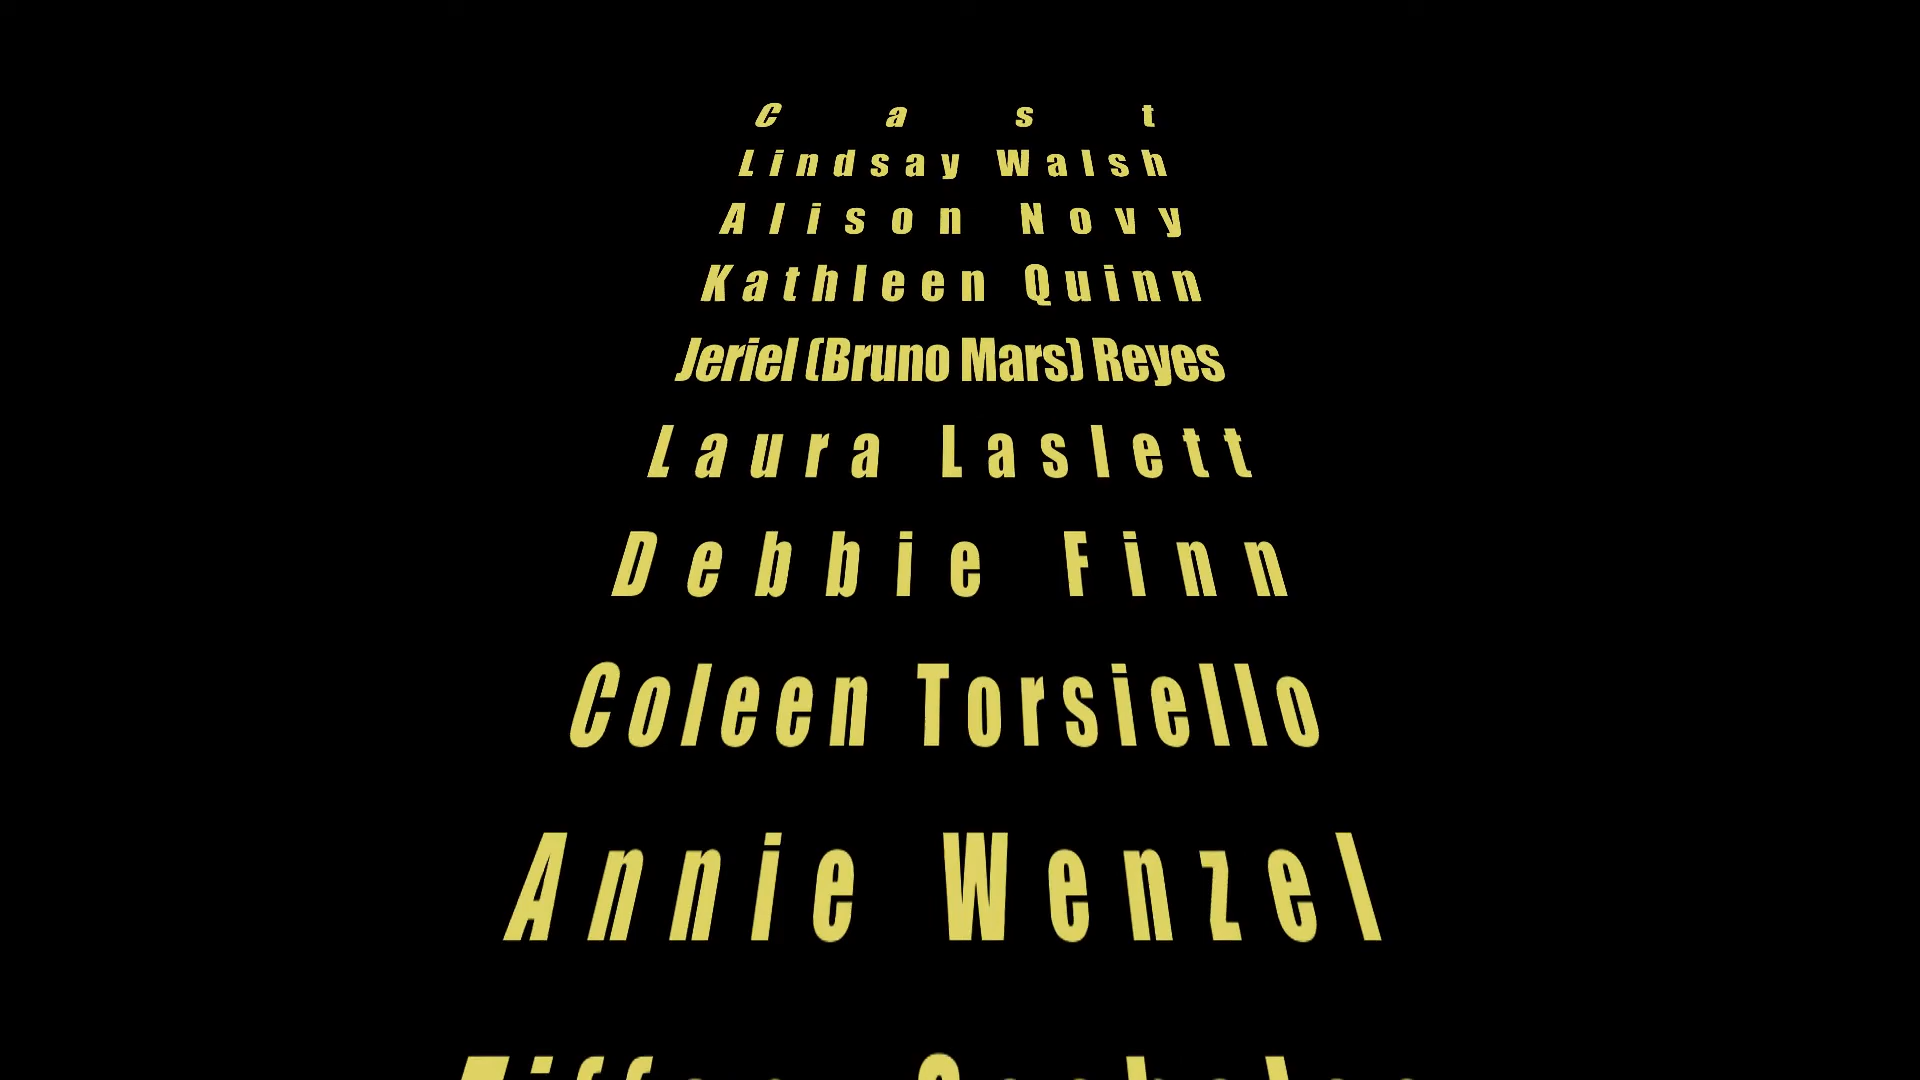 Cast
Lindsay Walsh
Alison Novy
Kathleen Quinn
Jeriel (Bruno Mars) Reyes
Laura Laslett
Debbie Finn
Coleen Torsiello
Annie Wenzel